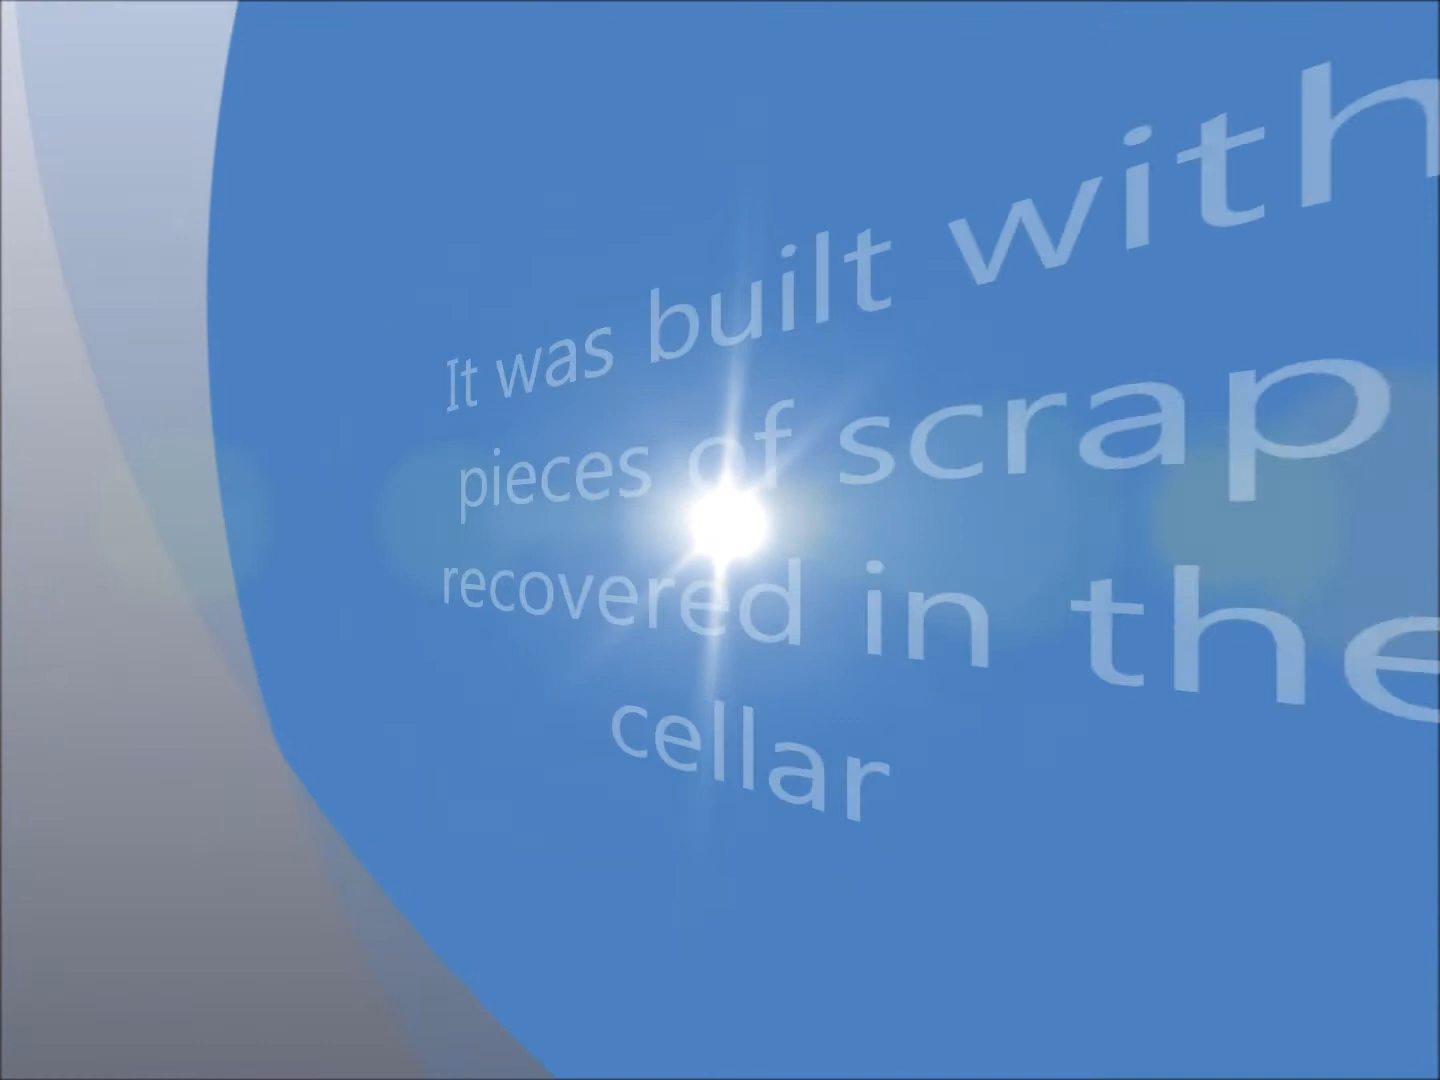 It was built with
pieces of scrap
recovered in the
cellar